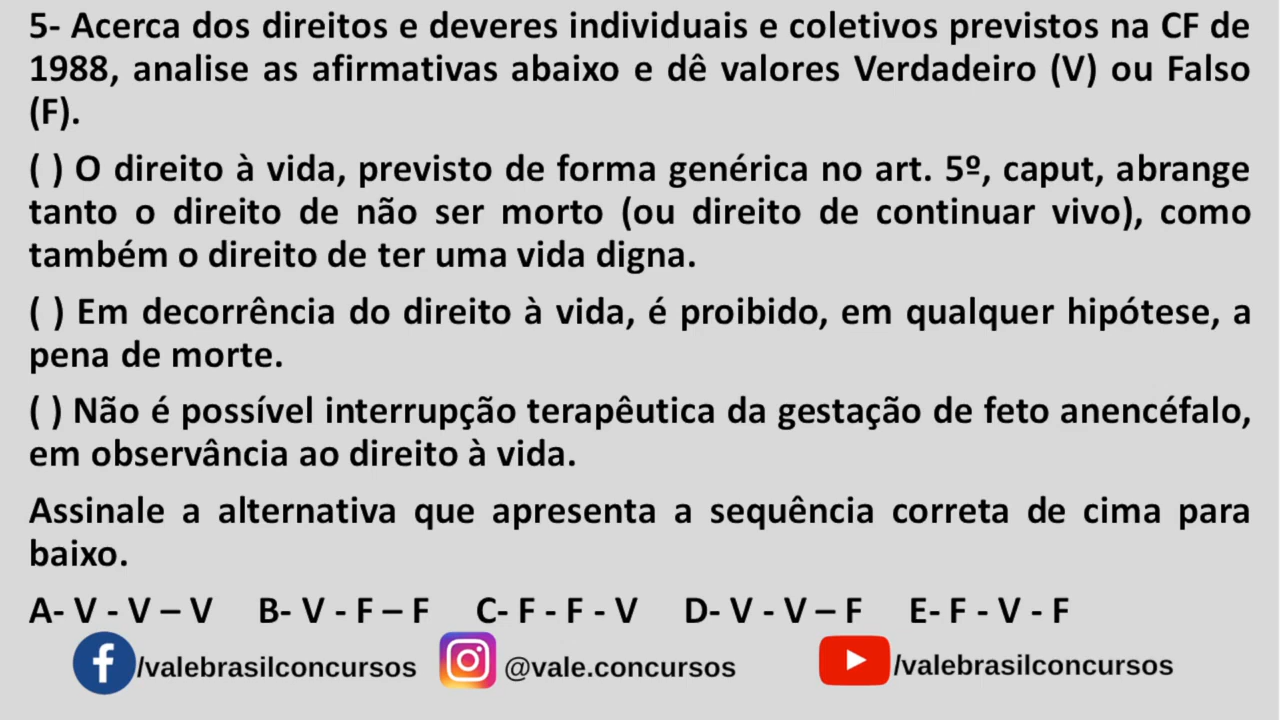 5- Acerca dos direitos e deveres individuais e coletivos previstos na CF de
1988, analise as afirmativas abaixo e dê valores Verdadeiro (V) ou Falso
(F).
( ) O direito à vida, previsto de forma genérica no art. 5º, caput, abrange
tanto o direito de não ser morto (ou direito de continuar vivo), como
também o direito de ter uma vida digna.
( ) Em decorrência do direito à vida, é proibido, em qualquer hipótese, a
pena de morte.
( ) Não é possível interrupção terapêutica da gestação de feto anencéfalo,
em observância ao direito à vida.
Assinale a alternativa que apresenta a sequência correta de cima para
baixo.
A- V - V – V B- V - F – F C- F - F - V D- V - V – F E- F - V - F
/valebrasilconcursos @vale.concursos /valebrasilconcursos